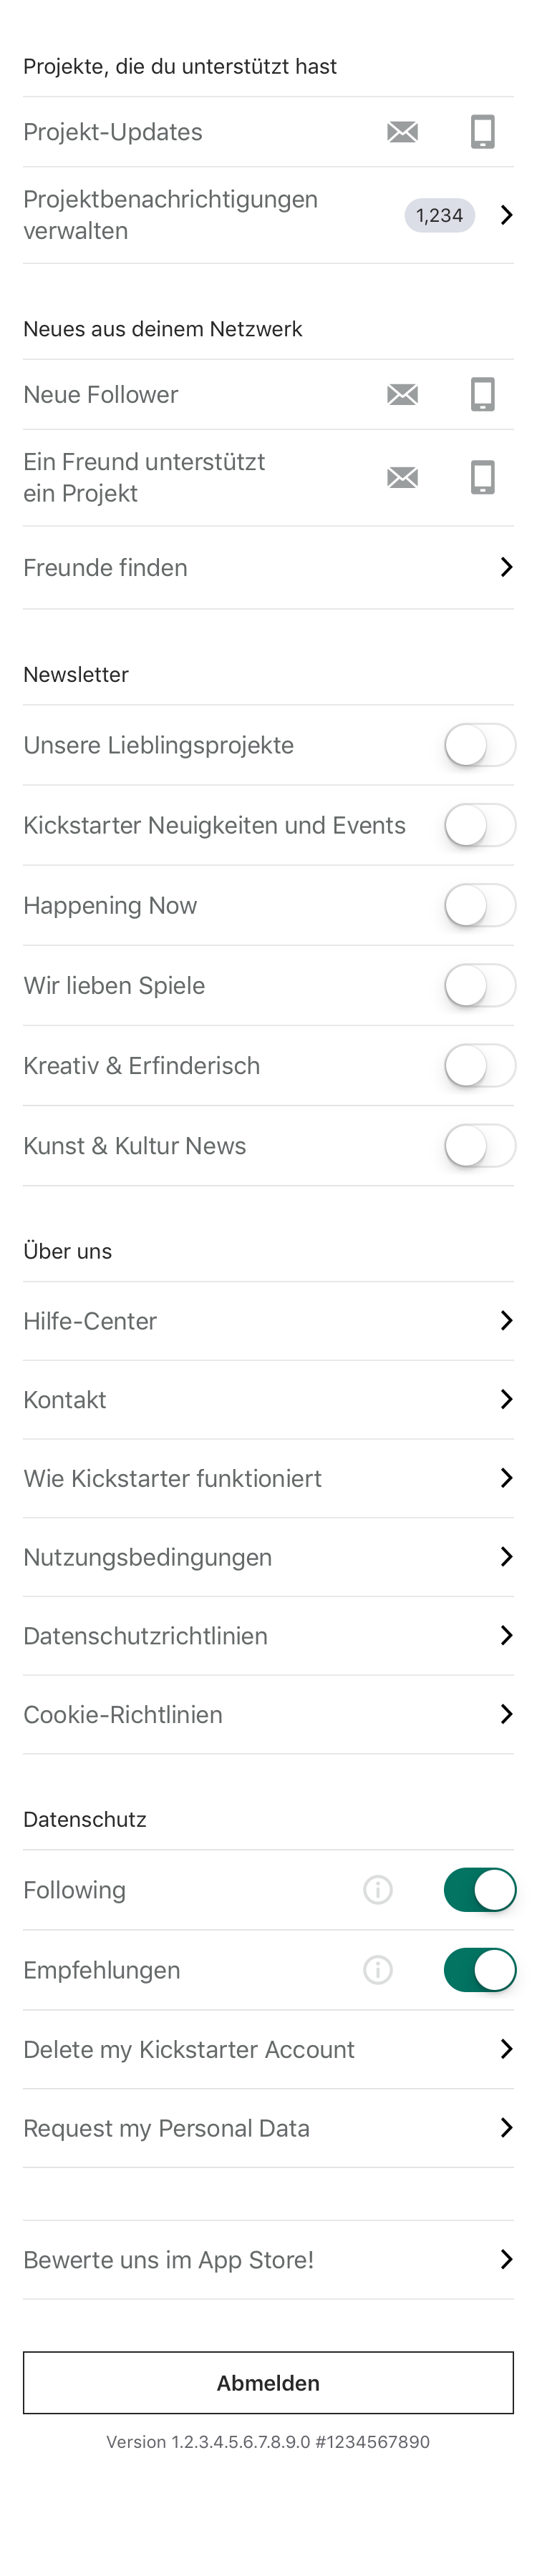 Projekte, die du unterstützt hast
Projekt-Updates
Projektbenachrichtigungen
verwalten
1,234
Neues aus deinem Netzwerk
Neue Follower
Ein Freund unterstützt
ein Projekt
Freunde finden
Newsletter
Unsere Lieblingsprojekte
Kickstarter Neuigkeiten und Events
Happening Now
Wir lieben Spiele
Kreativ & Erfinderisch
Kunst & Kultur News
Über uns
Hilfe-Center
Kontakt
Wie Kickstarter funktioniert
Nutzungsbedingungen
Datenschutzrichtlinien
Cookie-Richtlinien
Datenschutz
Following
Empfehlungen
Delete my Kickstarter Account
Request my Personal Data
Bewerte uns im App Store!
Abmelden
Version 1.2.3.4.5.6.7.8.9.0 #1234567890